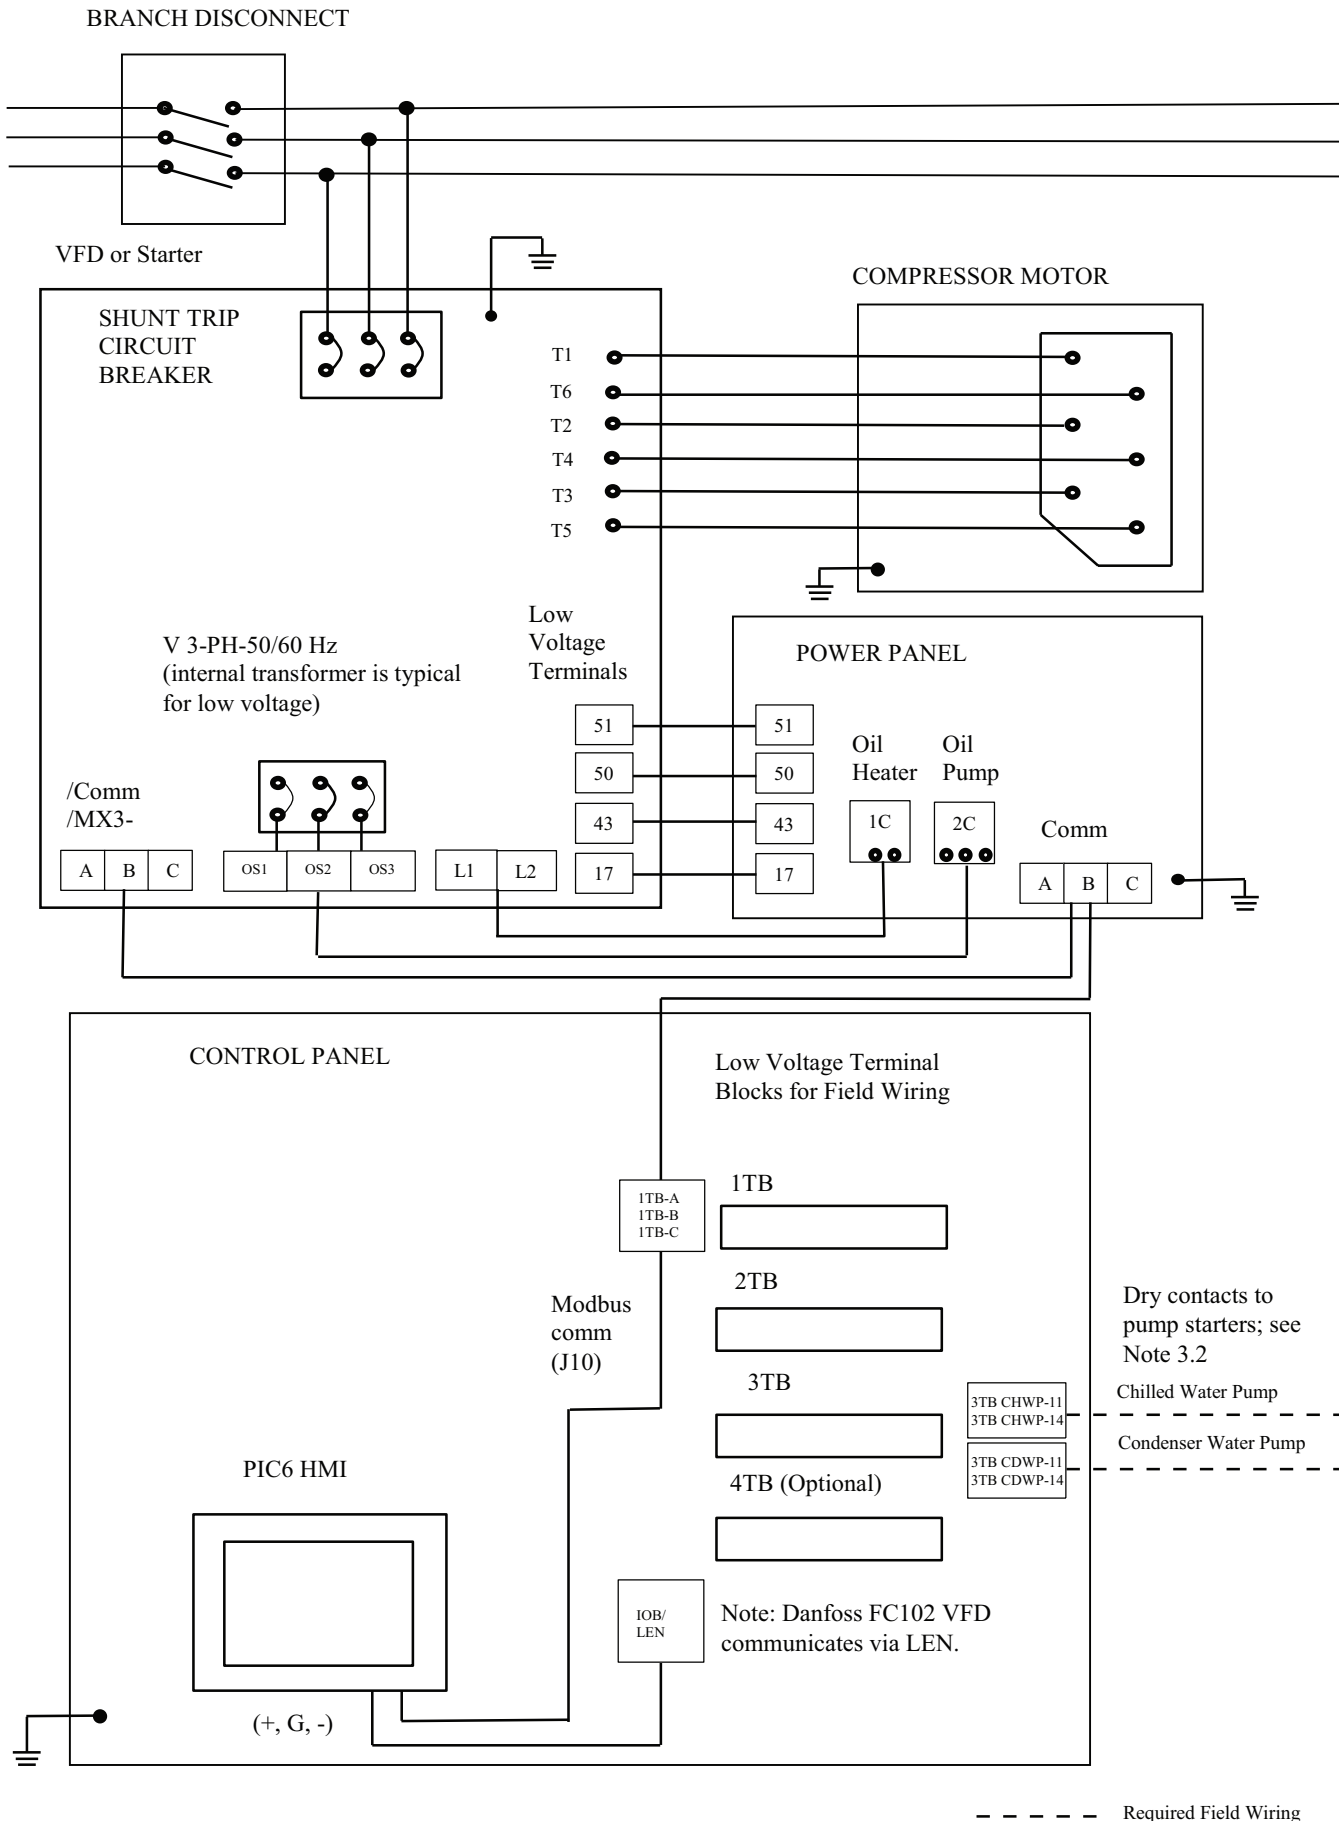 BRANCH DISCONNECT
VFD or Starter
SHUNT TRIP
CIRCUIT
BREAKER
COMPRESSOR MOTOR
T1
T6
T2
T4
T3
T5
Low
Voltage
Terminals
V 3-PH-50/60 Hz
(internal transformer is typical
for low voltage)
POWER PANEL
51
50
43
17
51
50
43
17
Oil
Heater
Oil
Pump
1C
2C
Comm
A B C
/Comm
/MX3-
A B C
OS1 OS2 OS3
L1 L2
CONTROL PANEL
Low Voltage Terminal
Blocks for Field Wiring
1TB-A
1TB-B
1TB-C
1TB
2TB
Modbus
comm
(J10)
3TB
4TB (Optional)
Dry contacts to
pump starters; see
Note 3.2
3TB CHWP-11
3TB CHWP-14
Chilled Water Pump
3TB CDWP-11
3TB CDWP-14
Condenser Water Pump
PIC6 HMI
(+, G, -)
IOB/
LEN
Note: Danfoss FC102 VFD
communicates via LEN.
Required Field Wiring